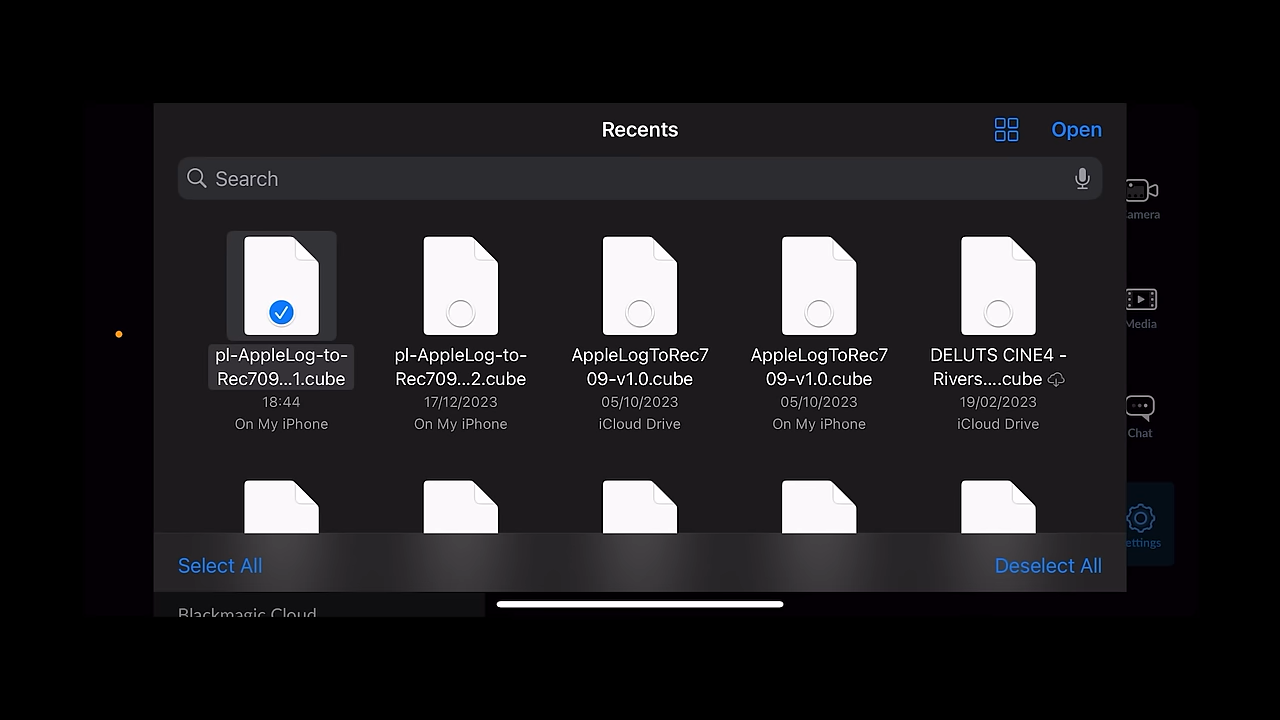 Recents
Open
Search
pl-AppleLog-to-
Rec709...1.cube
18:44
On My iPhone
pl-AppleLog-to-
Rec709...2.cube
17/12/2023
On My iPhone
AppleLogToRec7
09-v1.0.cube
05/10/2023
iCloud Drive
AppleLogToRec7
09-v1.0.cube
05/10/2023
On My iPhone
DELUTS CINE4 -
Rivers....cube
19/02/2023
iCloud Drive
amera
Media
Chat
ettings
Select All
Deselect All
Blackmagic Cloud